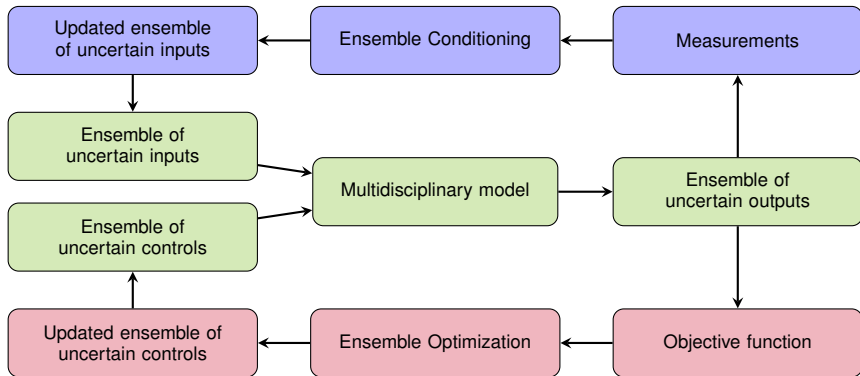 Updated ensemble
of uncertain inputs
Ensemble Conditioning
Measurements
Ensemble of
uncertain inputs
Multidisciplinary model
Ensemble of
uncertain outputs
Ensemble of
uncertain controls
Updated ensemble of
uncertain controls
Ensemble Optimization
Objective function